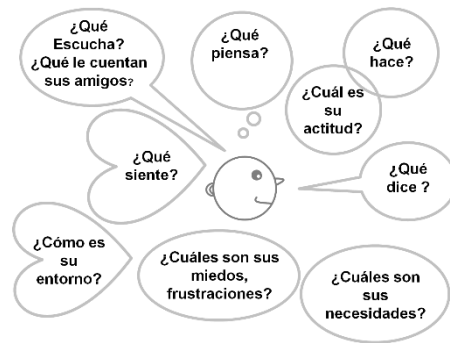 ¿Qué
Escucha?
¿Qué le cuentan
sus amigos?
¿Qué
piensa?
¿Qué
hace?
¿Cuál es
su
actitud?
¿Qué
siente?
¿Qué
dice ?
¿Cómo es
su
entorno?
¿Cuáles son sus
miedos,
frustraciones?
¿Cuáles son
sus
necesidades?